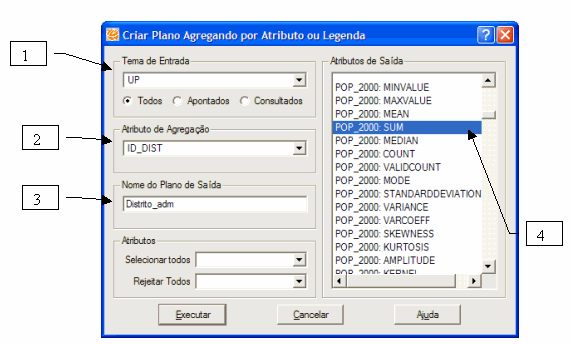 Criar Plano Agregando por Atributo ou Legenda
1
Tema de Entrada
UP
Todos Apontados Consultados
2
Atributo de Agregação
ID_DIST
3
Nome do Plano de Saída
Distrito_adm
Atributos
Selecionar todos
Rejeitar Todos
Atributos de Saída
POP_2000: MINVALUE
POP_2000: MAXVALUE
POP_2000: MEAN
POP_2000: SUM
POP_2000: MEDIAN
POP_2000: COUNT
POP_2000: VALIDCOUNT
POP_2000: MODE
POP_2000: STANDARDDEVIATION
POP_2000: VARIANCE
POP_2000: VARCOEFF
POP_2000: SKEWNESS
POP_2000: KURTOSIS
POP_2000: AMPLITUDE
POP_2000: KERNEL
4
Executar Cancelar Ajuda